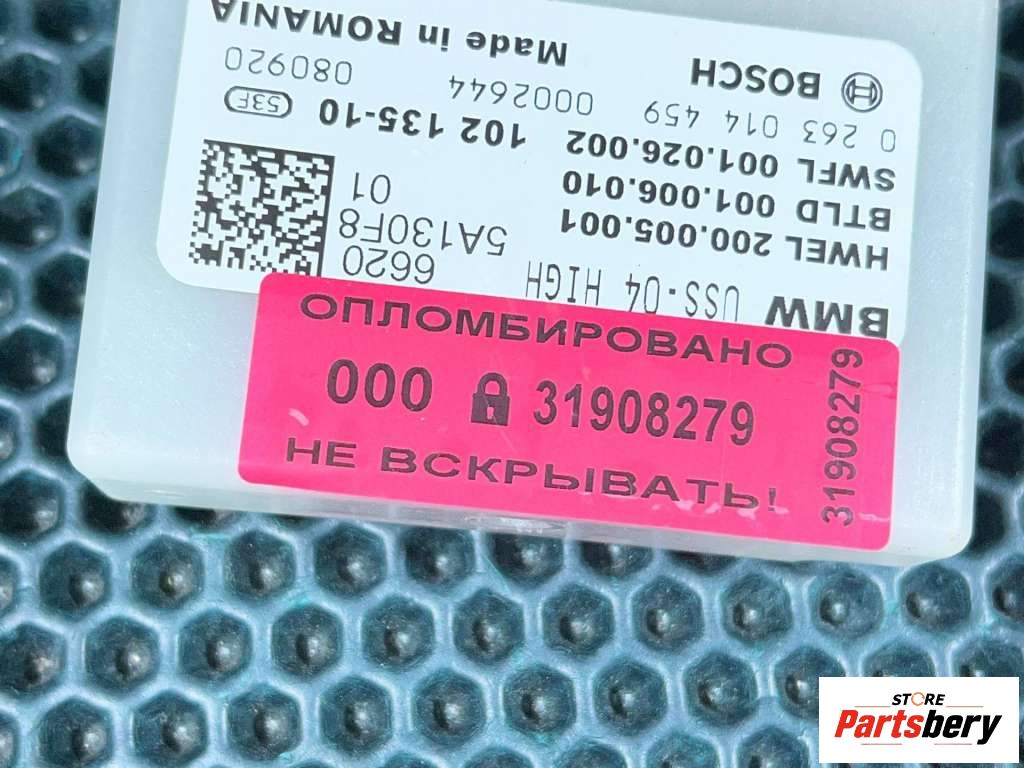 BMW USS-04 HIGH 6620
HWEL 200.005.001 5A130F8
BTLD 001.006.010 01
SWFL 001.026.002 102 135-10 53F
0 263 014 459 0002644 080920
BOSCH Made in ROMANIA
ОПЛОМБИРОВАНО
000 31908279
НЕ ВСКРЫВАТЬ!
31908279
STORE
Partsbery